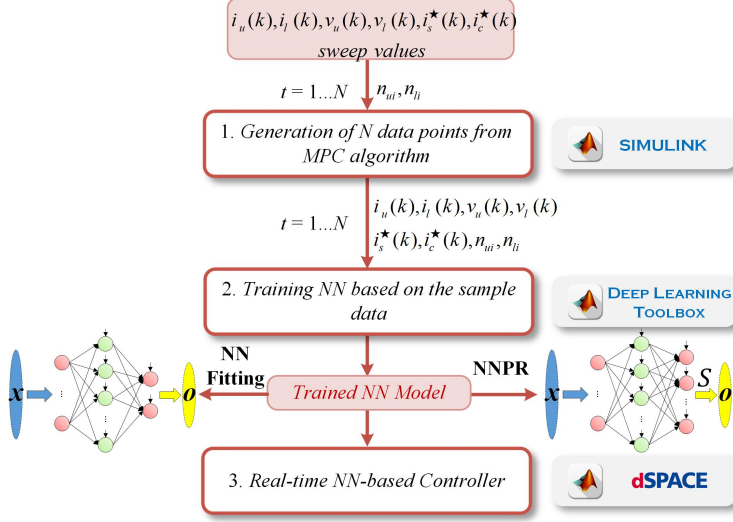 i_u(k), i_l(k), v_u(k), v_l(k), i_s^★(k), i_c^★(k)
sweep values
t = 1...N
n_ui, n_li
1. Generation of N data points from
MPC algorithm
SIMULINK
t = 1...N
i_u(k), i_l(k), v_u(k), v_l(k)
i_s^★(k), i_c^★(k), n_ui, n_li
2. Training NN based on the sample
data
DEEP LEARNING
TOOLBOX
NN
Fitting
Trained NN Model
NNPR
x
o
x
S
o
3. Real-time NN-based Controller
dSPACE